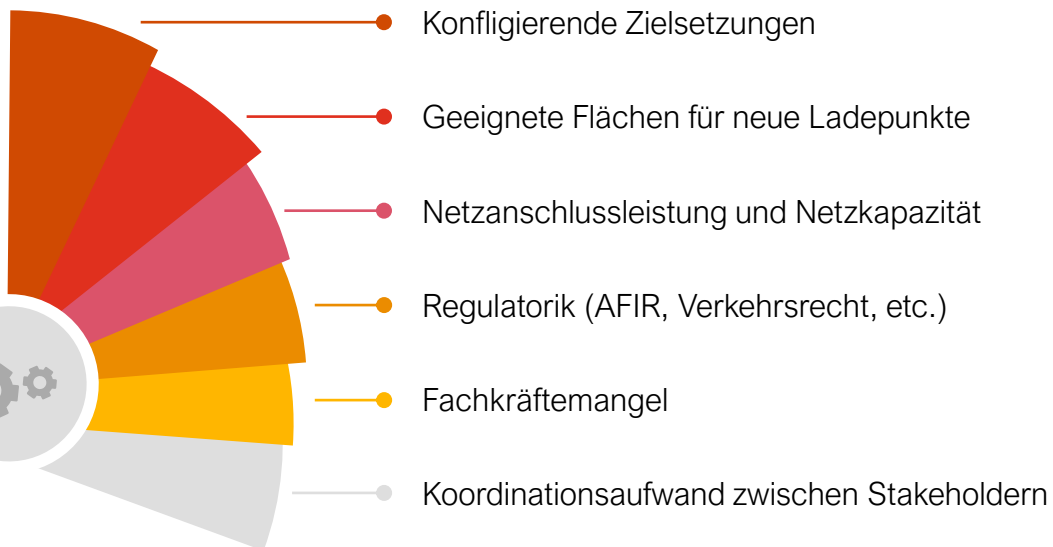 Konfligierende Zielsetzungen
Geeignete Flächen für neue Ladepunkte
Netzanschlussleistung und Netzkapazität
Regulatorik (AFIR, Verkehrsrecht, etc.)
Fachkräftemangel
Koordinationsaufwand zwischen Stakeholdern